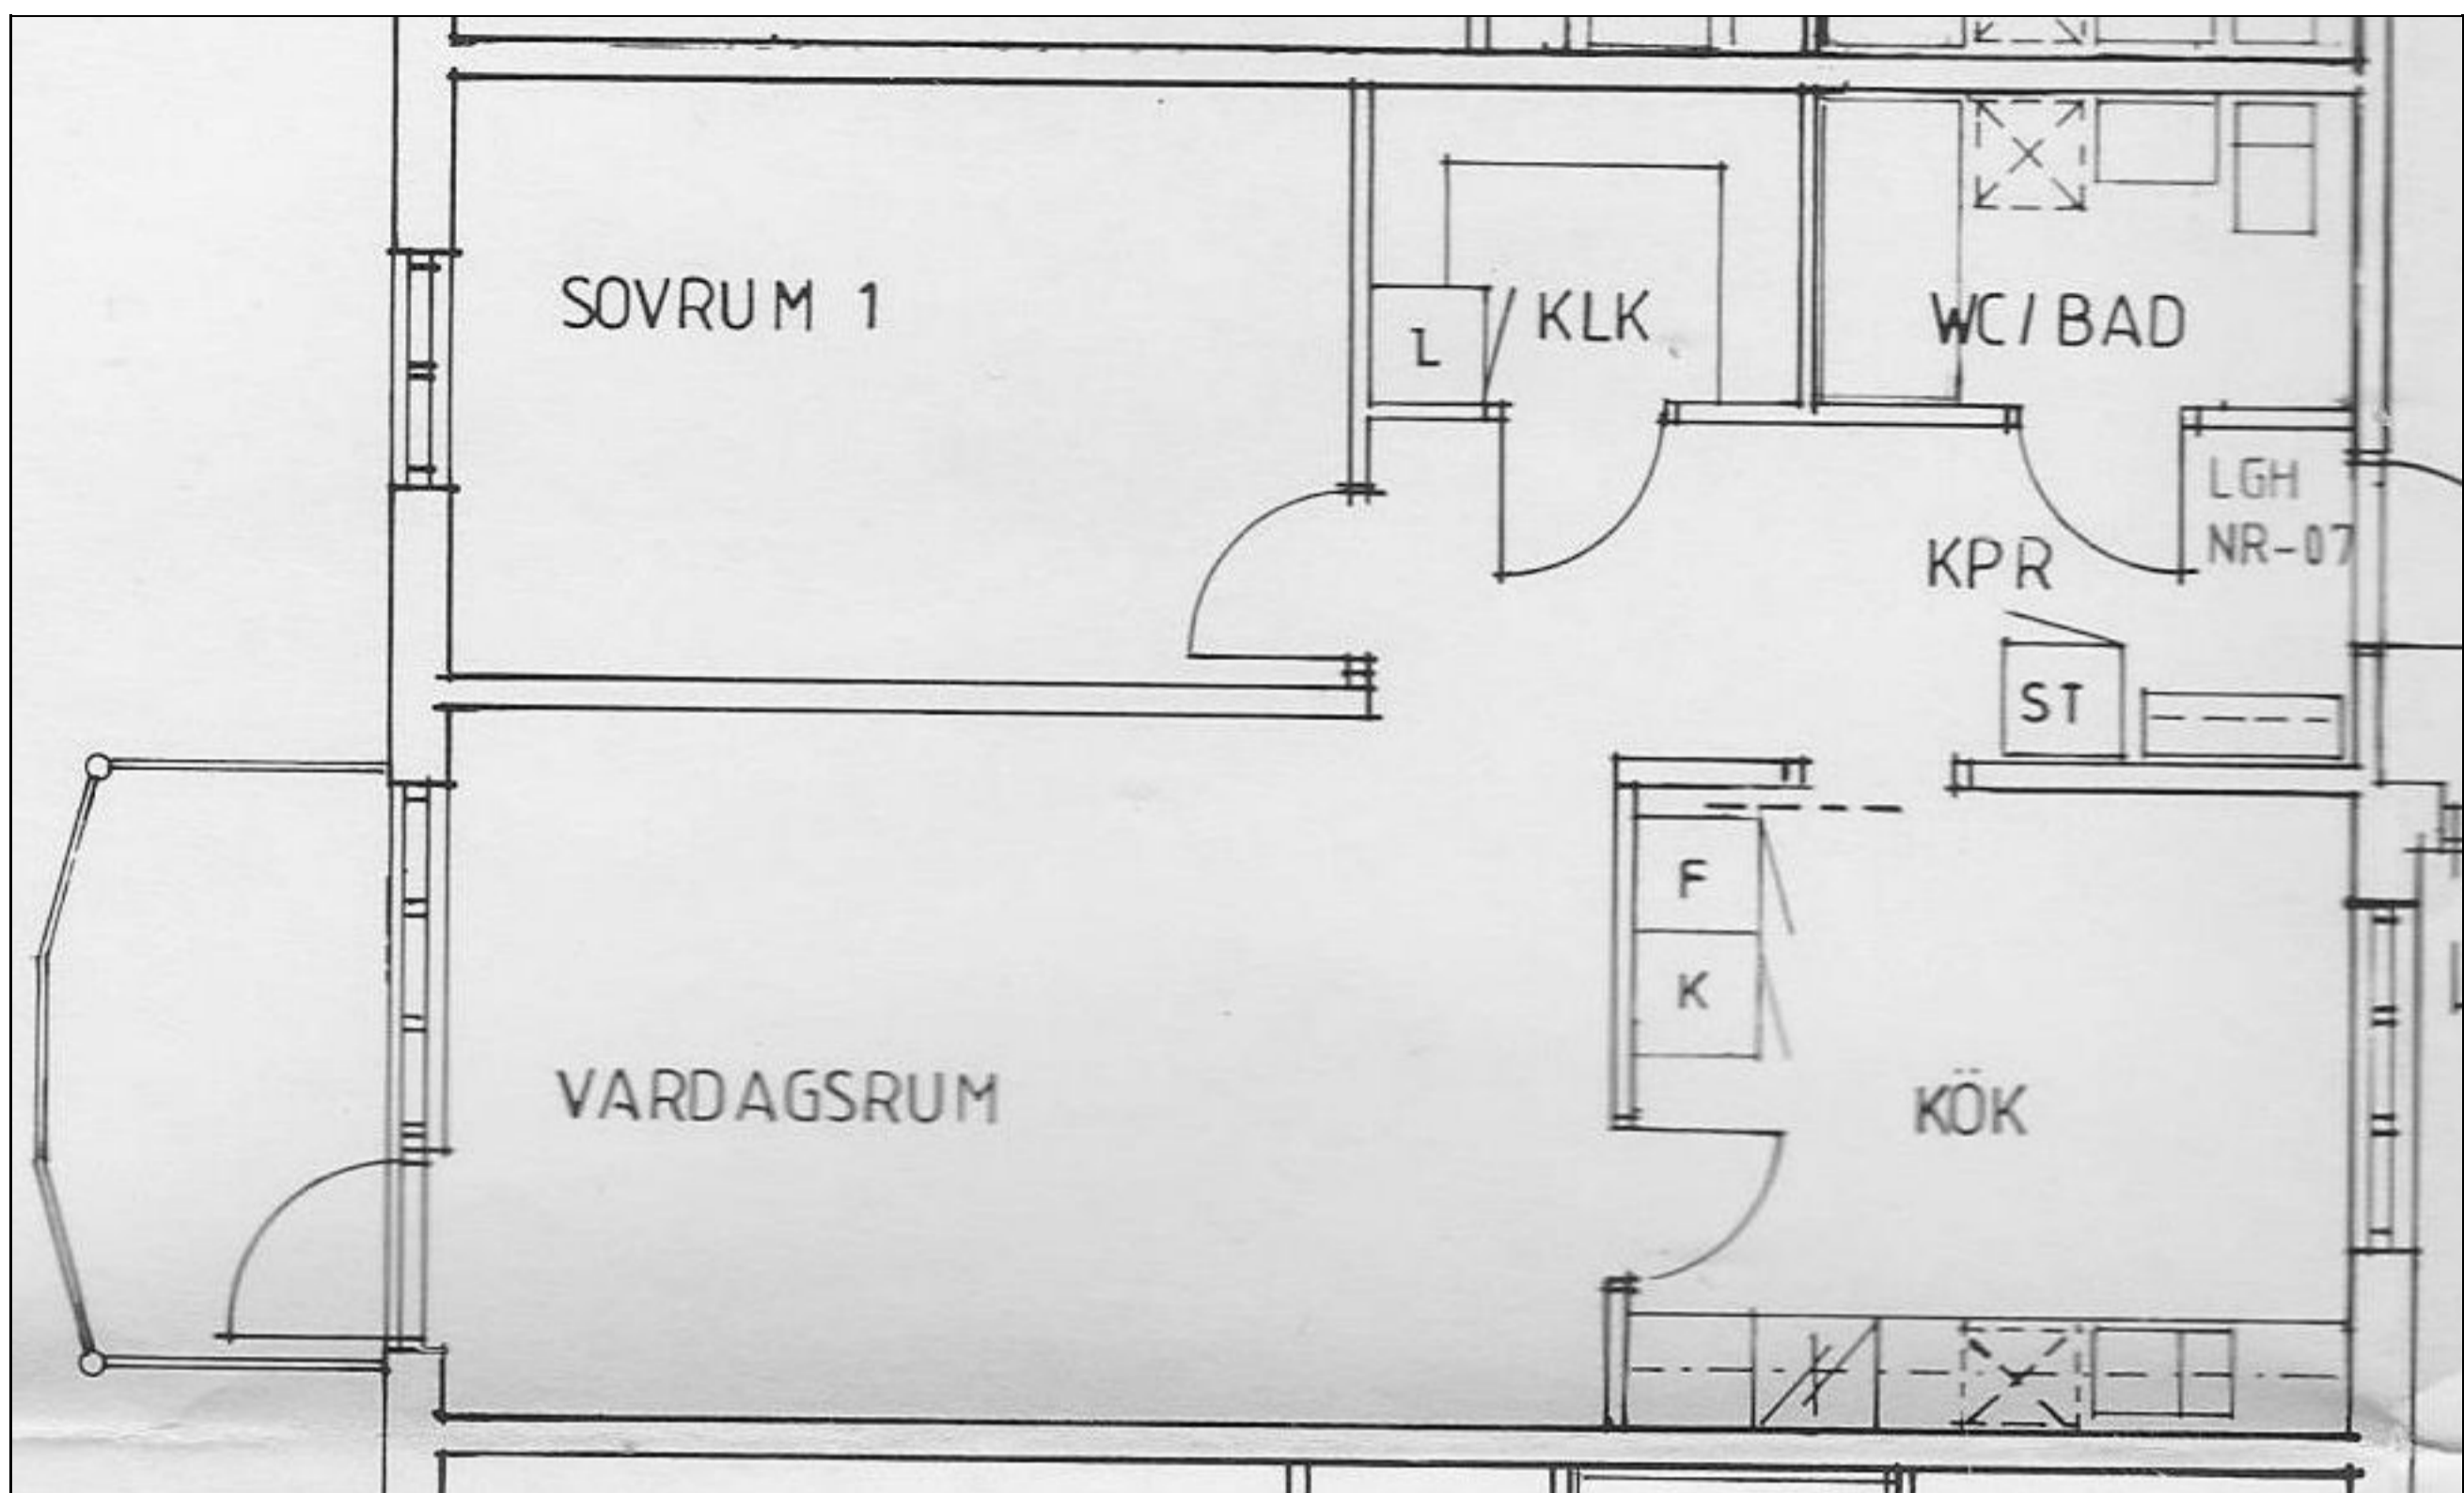 SOVRUM 1
L
KLK
WC/BAD
LGH
NR-07
KPR
ST
F
K
VARDAGSRUM
KÖK